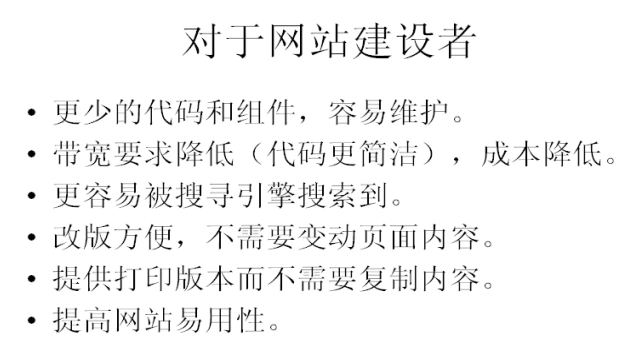 对于网站建设者
• 更少的代码和组件，容易维护。
• 带宽要求降低（代码更简洁），成本降低。
• 更容易被搜寻引擎搜索到。
• 改版方便，不需要变动页面内容。
• 提供打印版本而不需要复制内容。
• 提高网站易用性。